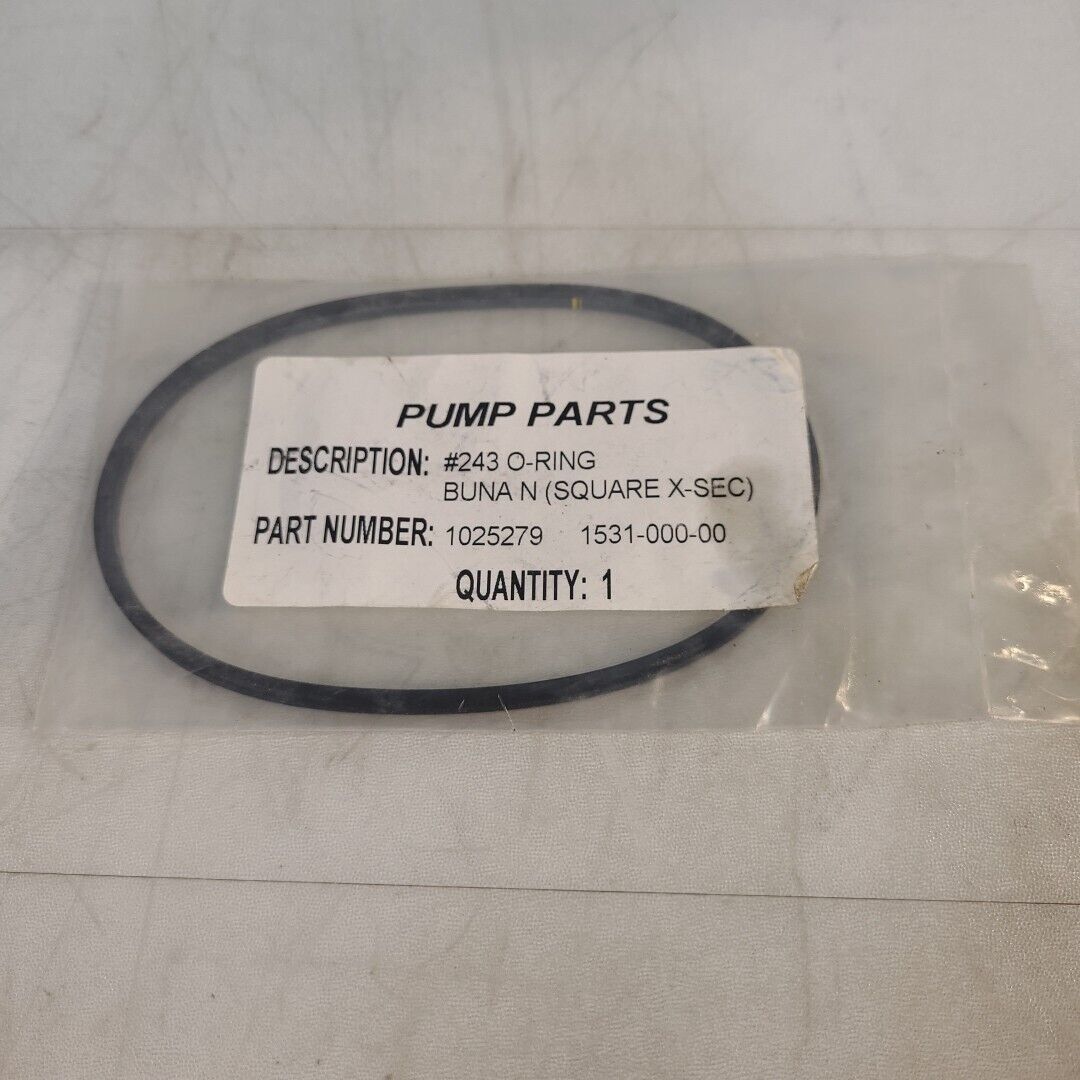 PUMP PARTS
DESCRIPTION: #243 O-RING
BUNA N (SQUARE X-SEC)
PART NUMBER: 1025279 1531-000-00
QUANTITY: 1